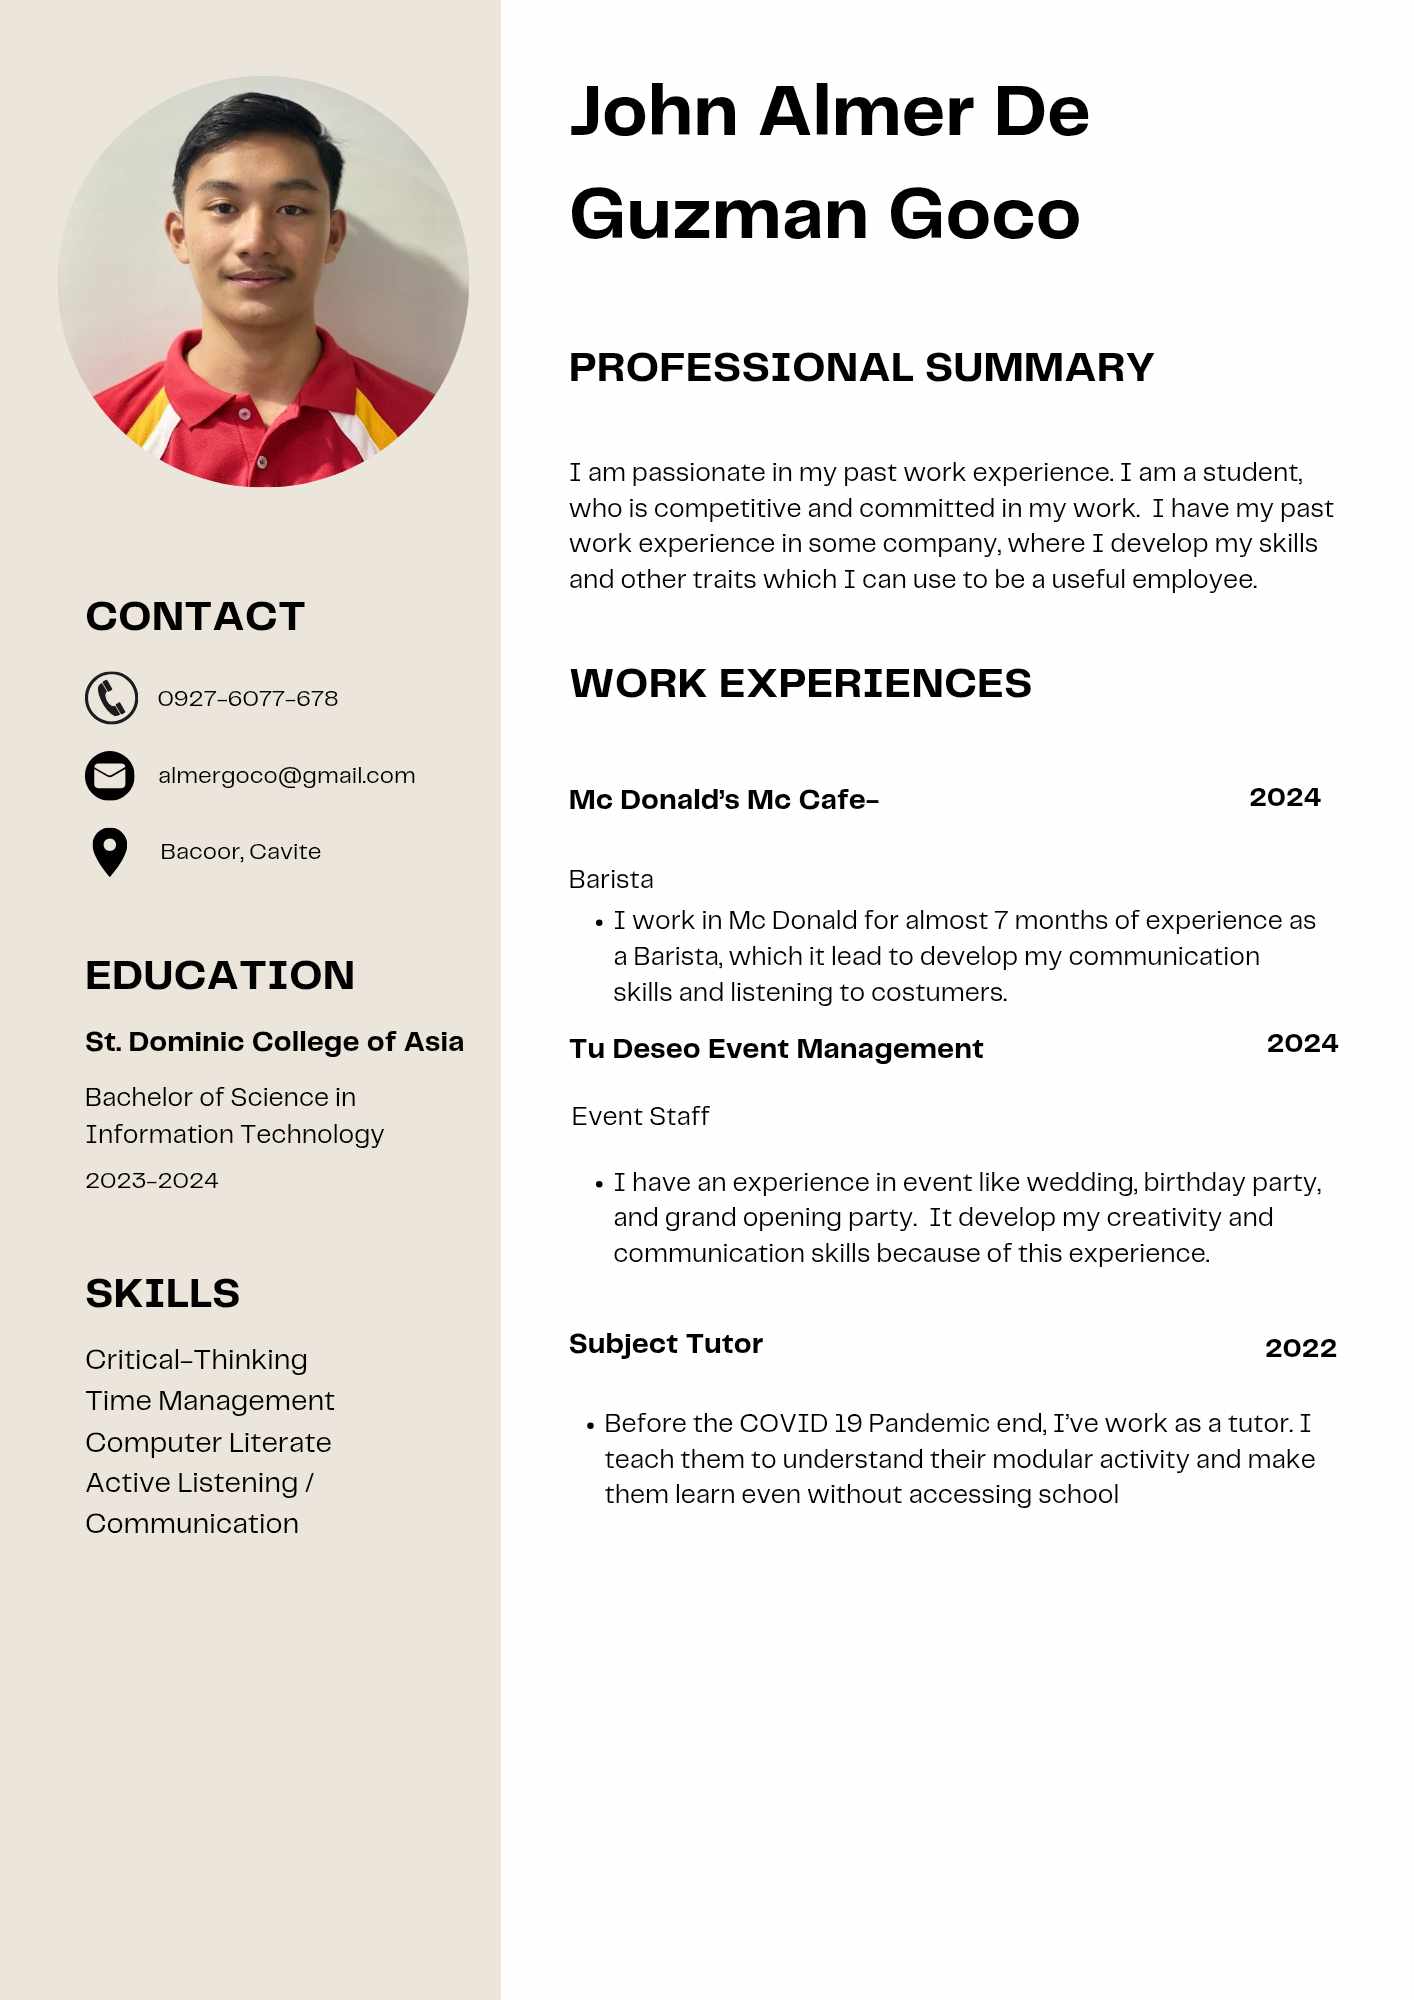 John Almer De
Guzman Goco
PROFESSIONAL SUMMARY
I am passionate in my past work experience. I am a student,
who is competitive and committed in my work.  I have my past
work experience in some company, where I develop my skills
and other traits which I can use to be a useful employee.
WORK EXPERIENCES
Mc Donald’s Mc Cafe- 2024
Barista
• I work in Mc Donald for almost 7 months of experience as
a Barista, which it lead to develop my communication
skills and listening to costumers.
Tu Deseo Event Management 2024
Event Staff
• I have an experience in event like wedding, birthday party,
and grand opening party.  It develop my creativity and
communication skills because of this experience.
Subject Tutor 2022
• Before the COVID 19 Pandemic end, I’ve work as a tutor. I
teach them to understand their modular activity and make
them learn even without accessing school
CONTACT
0927-6077-678
almergoco@gmail.com
Bacoor, Cavite
EDUCATION
St. Dominic College of Asia
Bachelor of Science in
Information Technology
2023-2024
SKILLS
Critical-Thinking
Time Management
Computer Literate
Active Listening /
Communication